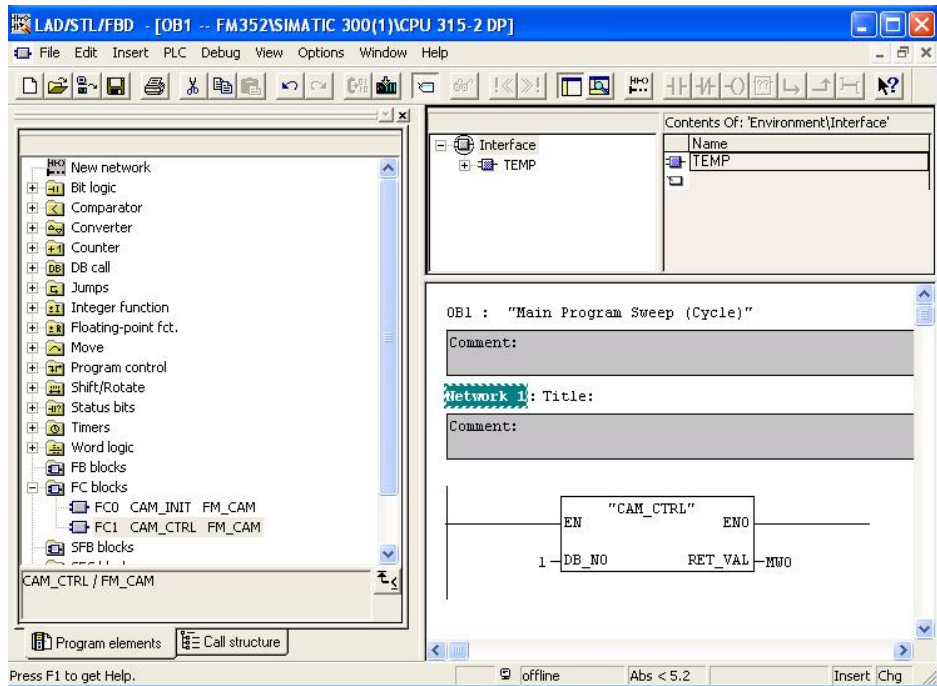 LAD/STL/FBD - [OB1 -- FM352\SIMATIC 300(1)\CPU 315-2 DP]
File Edit Insert PLC Debug View Options Window Help
New network
Bit logic
Comparator
Converter
Counter
DB call
Jumps
Integer function
Floating-point fct.
Move
Program control
Shift/Rotate
Status bits
Timers
Word logic
FB blocks
FC blocks
FC0 CAM_INIT FM_CAM
FC1 CAM_CTRL FM_CAM
SFB blocks
CAM_CTRL / FM_CAM
Program elements
Call structure
Interface
TEMP
Contents Of: 'Environment\Interface'
Name
TEMP
OB1 : "Main Program Sweep (Cycle)"
Comment:
Network 1: Title:
Comment:
"CAM_CTRL"
EN ENO
1 DB_NO RET_VAL MW0
Press F1 to get Help.
offline
Abs < 5.2
Insert
Chg